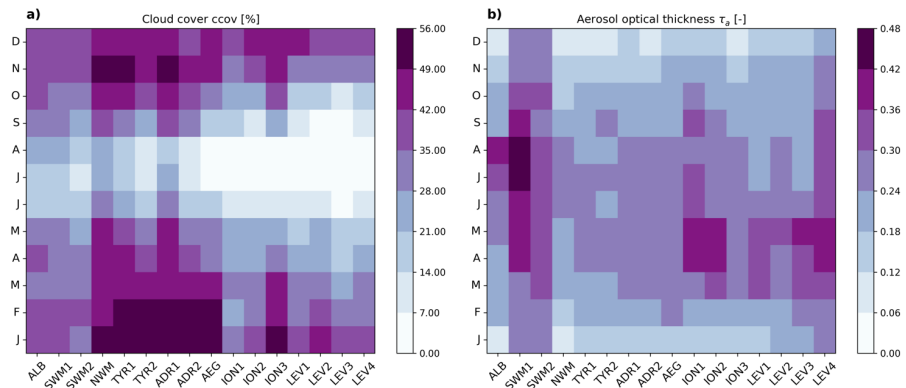 a) Cloud cover ccov [%]
D
N
O
S
A
J
J
M
A
M
F
J
ALB SWM1 SWM2 NWM TYR1 TYR2 ADR1 ADR2 AEG ION1 ION2 ION3 LEV1 LEV2 LEV3 LEV4
56.00
49.00
42.00
35.00
28.00
21.00
14.00
7.00
0.00
b) Aerosol optical thickness τₐ [-]
D
N
O
S
A
J
J
M
A
M
F
J
ALB SWM1 SWM2 NWM TYR1 TYR2 ADR1 ADR2 AEG ION1 ION2 ION3 LEV1 LEV2 LEV3 LEV4
0.48
0.42
0.36
0.30
0.24
0.18
0.12
0.06
0.00